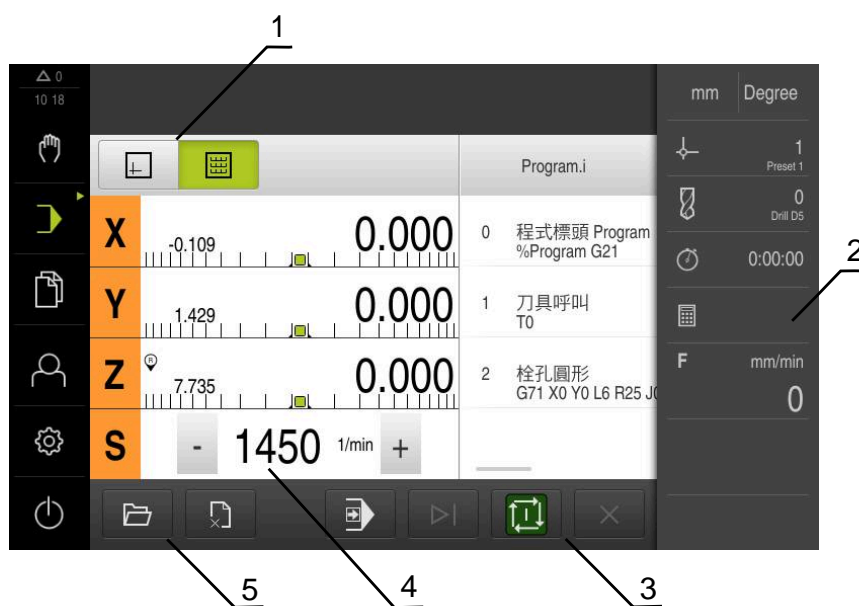 1
0
10 18
mm Degree
Program.i
1
Preset 1
X -0.109 0.000
0 程式標頭 Program
%Program G21
0
Drill D5
2
0:00:00
Y 1.429 0.000
1 刀具呼叫
T0
Z R 7.735 0.000
2 栓孔圓形
G71 X0 Y0 L6 R25 J0
F mm/min
0
S - 1450 1/min +
5
4
3